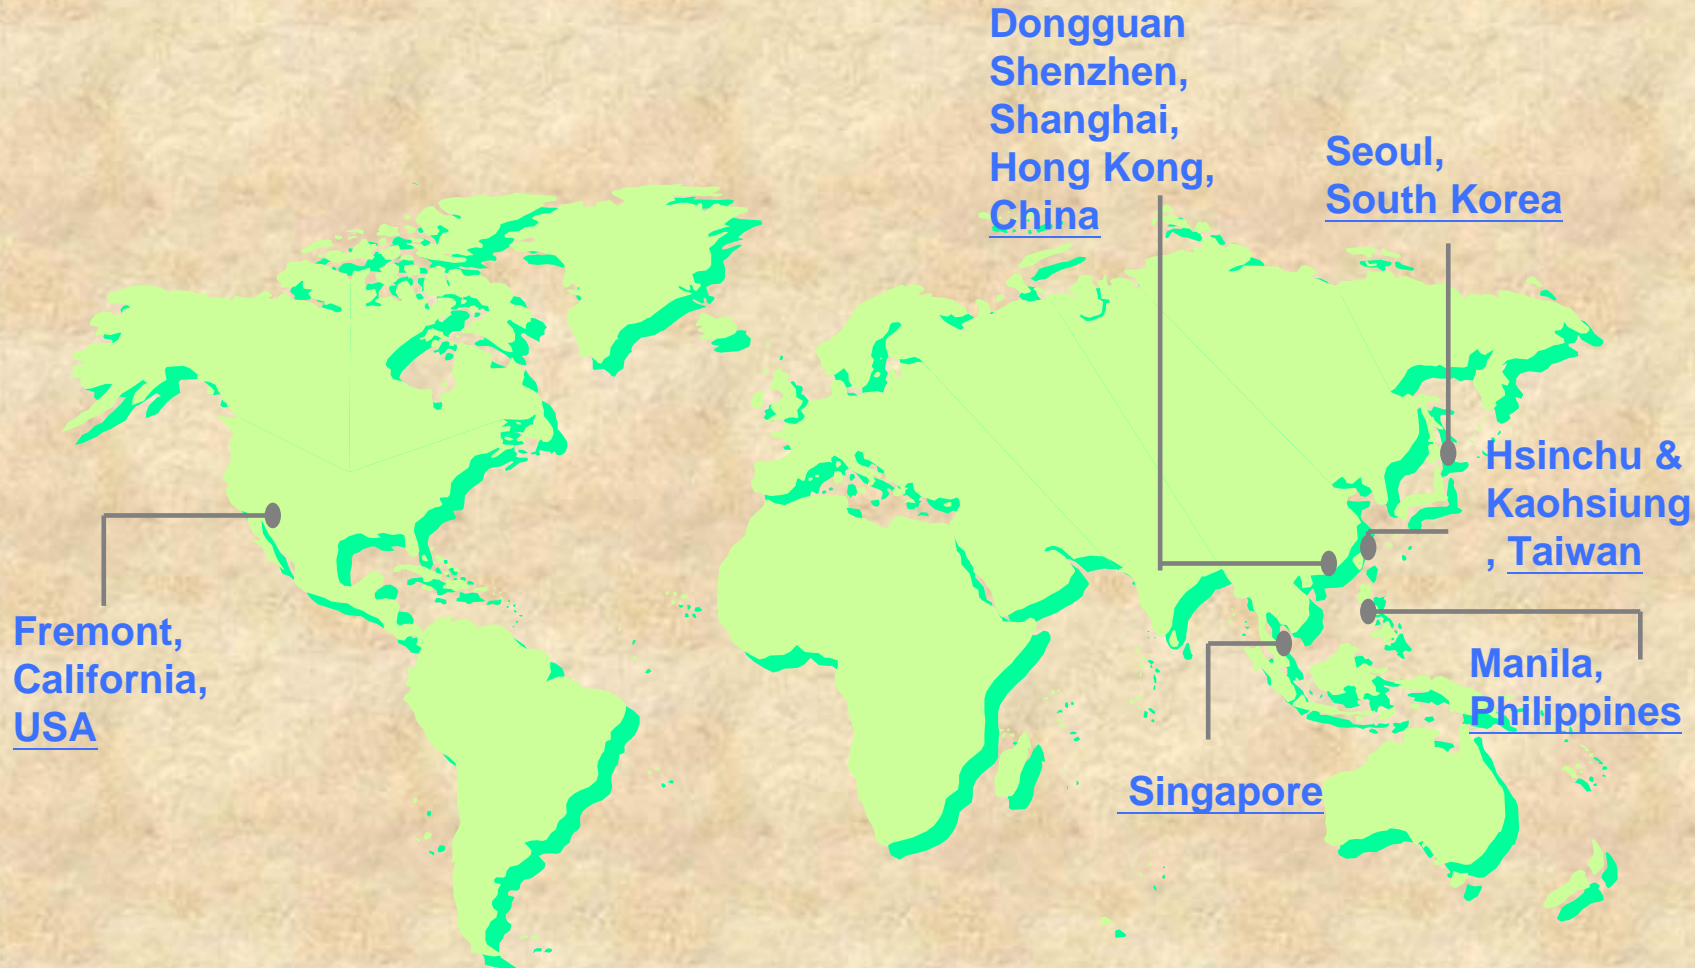 Dongguan
Shenzhen,
Shanghai,
Hong Kong,
China
Seoul,
South Korea
Hsinchu &
Kaohsiung
, Taiwan
Fremont,
California,
USA
Manila,
Philippines
Singapore